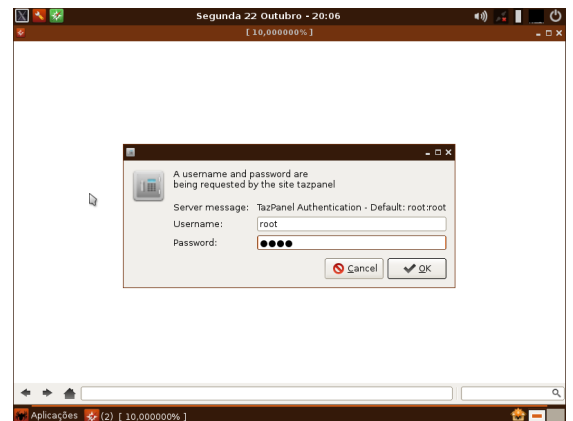 Segunda 22 Outubro - 20:06
[ 10,000000% ]
A username and password are
being requested by the site tazpanel
Server message: TazPanel Authentication - Default: root:root
Username: root
Password: ●●●●
Cancel OK
Aplicações (2) [ 10,000000% ]